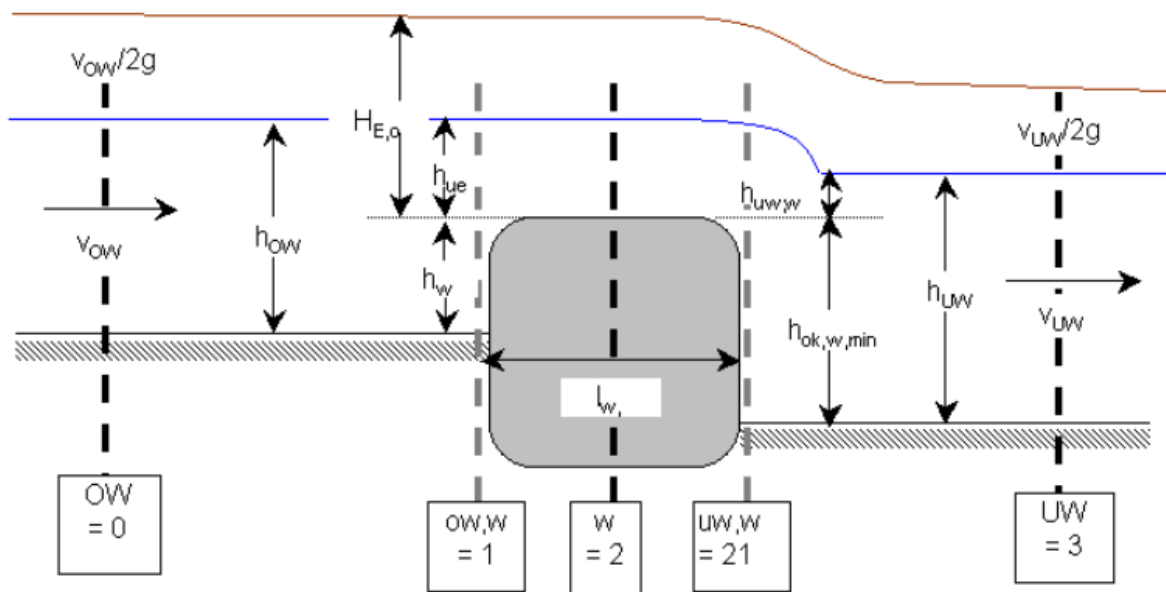 v_OW/2g
H_E,o
v_UW/2g
h_ue
h_uw,w
v_OW
h_OW
h_w
h_UW
v_UW
h_ok,w,min
l_w,
OW
= 0
ow,w
= 1
w
= 2
uw,w
= 21
UW
= 3